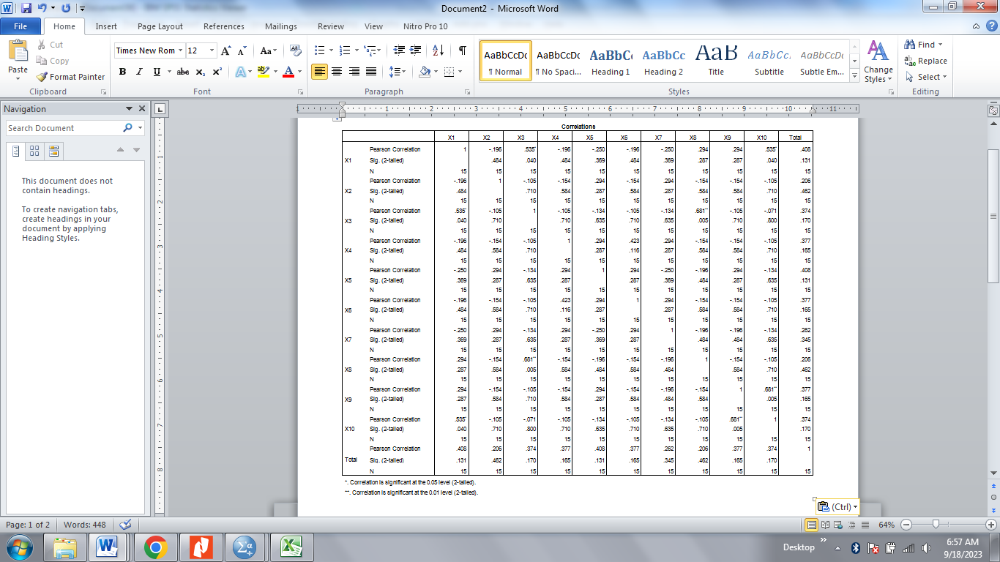 Document2 - Microsoft Word
File Home Insert Page Layout References Mailings Review View Nitro Pro 10
Paste
Cut
Copy
Format Painter
Clipboard
Times New Rom 12
Font
Paragraph
AaBbCcDc AaBbCcDc AaBbC AaBbCc AaB AaBbCc. AaBbCcDc
¶ Normal ¶ No Spaci... Heading 1 Heading 2 Title Subtitle Subtle Em...
Change Styles
Styles
Find
Replace
Select
Editing
Navigation
Search Document
This document does not
contain headings.
To create navigation tabs,
create headings in your
document by applying
Heading Styles.
Correlations
X1 X2 X3 X4 X5 X6 X7 X8 X9 X10 Total
X1 Pearson Correlation 1 -.196 .535* -.196 -.250 -.196 -.250 .294 .294 .535* .408
Sig. (2-tailed) .484 .040 .484 .369 .484 .369 .287 .287 .040 .131
N 15 15 15 15 15 15 15 15 15 15 15
X2 Pearson Correlation -.196 1 -.105 -.154 .294 -.154 .294 -.154 -.154 -.105 .206
Sig. (2-tailed) .484 .710 .584 .287 .584 .287 .584 .584 .710 .462
N 15 15 15 15 15 15 15 15 15 15 15
X3 Pearson Correlation .535* -.105 1 -.105 -.134 -.105 -.134 .681** -.105 -.071 .374
Sig. (2-tailed) .040 .710 .710 .635 .710 .635 .005 .710 .800 .170
N 15 15 15 15 15 15 15 15 15 15 15
X4 Pearson Correlation -.196 -.154 -.105 1 .294 .423 .294 -.154 -.154 -.105 .377
Sig. (2-tailed) .484 .584 .710 .287 .116 .287 .584 .584 .710 .165
N 15 15 15 15 15 15 15 15 15 15 15
X5 Pearson Correlation -.250 .294 -.134 .294 1 .294 -.250 -.196 .294 -.134 .408
Sig. (2-tailed) .369 .287 .635 .287 .287 .369 .484 .287 .635 .131
N 15 15 15 15 15 15 15 15 15 15 15
X6 Pearson Correlation -.196 -.154 -.105 .423 .294 1 .294 -.154 -.154 -.105 .377
Sig. (2-tailed) .484 .584 .710 .116 .287 .287 .584 .584 .710 .165
N 15 15 15 15 15 15 15 15 15 15 15
X7 Pearson Correlation -.250 .294 -.134 .294 -.250 .294 1 -.196 -.196 -.134 .262
Sig. (2-tailed) .369 .287 .635 .287 .369 .287 .484 .484 .635 .345
N 15 15 15 15 15 15 15 15 15 15 15
X8 Pearson Correlation .294 -.154 .681** -.154 -.196 -.154 -.196 1 -.154 -.105 .206
Sig. (2-tailed) .287 .584 .005 .584 .484 .584 .484 .584 .710 .462
N 15 15 15 15 15 15 15 15 15 15 15
X9 Pearson Correlation .294 -.154 -.105 -.154 .294 -.154 -.196 -.154 1 .681** .377
Sig. (2-tailed) .287 .584 .710 .584 .287 .584 .484 .584 .005 .165
N 15 15 15 15 15 15 15 15 15 15 15
X10 Pearson Correlation .535* -.105 -.071 -.105 -.134 -.105 -.134 -.105 .681** 1 .374
Sig. (2-tailed) .040 .710 .800 .710 .635 .710 .635 .710 .005 .170
N 15 15 15 15 15 15 15 15 15 15 15
Total Pearson Correlation .408 .206 .374 .377 .408 .377 .262 .206 .377 .374 1
Sig. (2-tailed) .131 .462 .170 .165 .131 .165 .345 .462 .165 .170
N 15 15 15 15 15 15 15 15 15 15 15
*. Correlation is significant at the 0.05 level (2-tailed).
**. Correlation is significant at the 0.01 level (2-tailed).
(Ctrl)
Page: 1 of 2 Words: 448 64%
Desktop
6:57 AM
9/18/2023